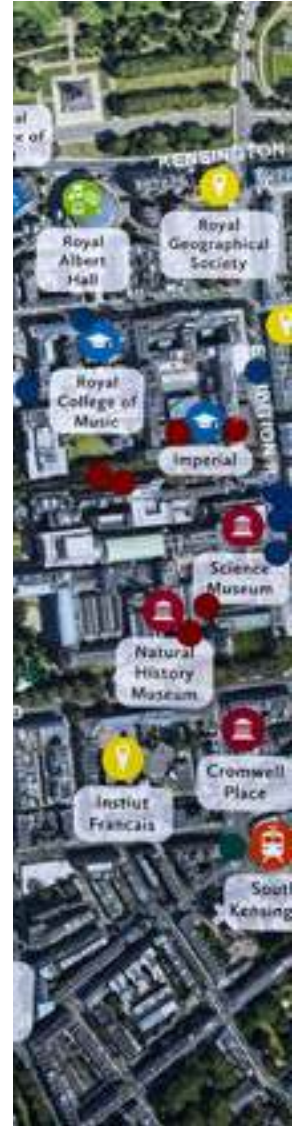 KENSINGTON
Royal
Albert
Hall
Royal
Geographical
Society
Royal
College of
Music
Imperial
Science
Museum
Natural
History
Museum
Cromwell
Place
Instiut
Francais
South
Kensing